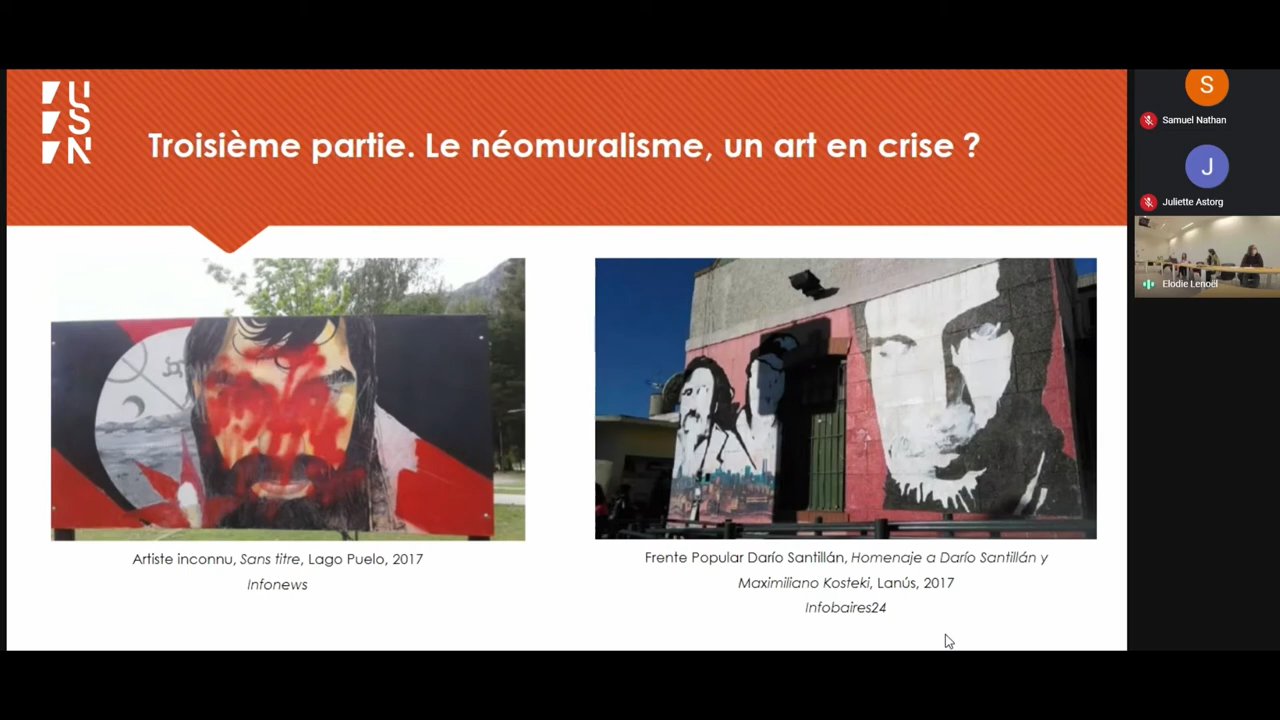 USN
Troisième partie. Le néomuralisme, un art en crise ?
Artiste inconnu, Sans titre, Lago Puelo, 2017
Infonews
Frente Popular Darío Santillán, Homenaje a Darío Santillán y
Maximiliano Kosteki, Lanús, 2017
Infobaires24
S
Samuel Nathan
J
Juliette Astorg
Elodie Lenoël